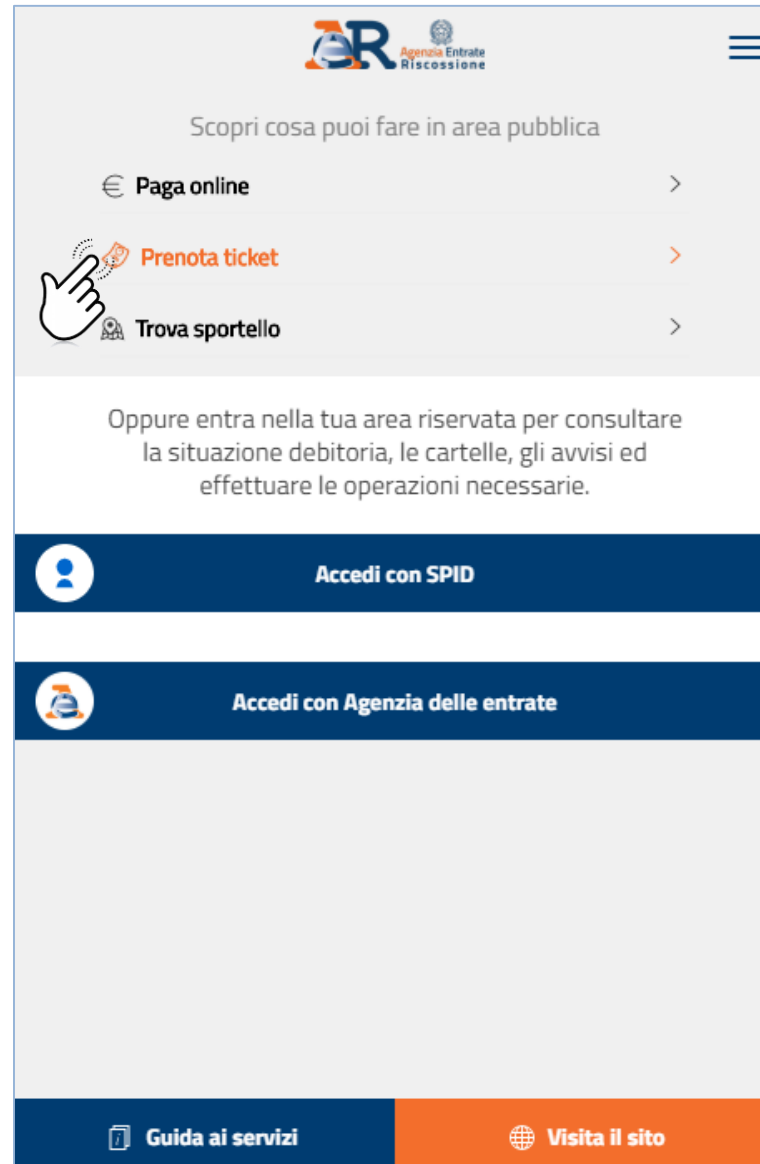 AeR Agenzia Entrate
Riscossione
Scopri cosa puoi fare in area pubblica
€ Paga online
Prenota ticket
Trova sportello
Oppure entra nella tua area riservata per consultare
la situazione debitoria, le cartelle, gli avvisi ed
effettuare le operazioni necessarie.
Accedi con SPID
Accedi con Agenzia delle entrate
Guida ai servizi
Visita il sito